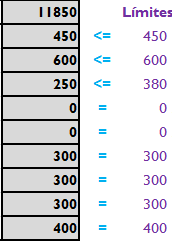 11850 Límites
450 <= 450
600 <= 600
250 <= 380
0 = 0
0 = 0
300 = 300
300 = 300
300 = 300
400 = 400